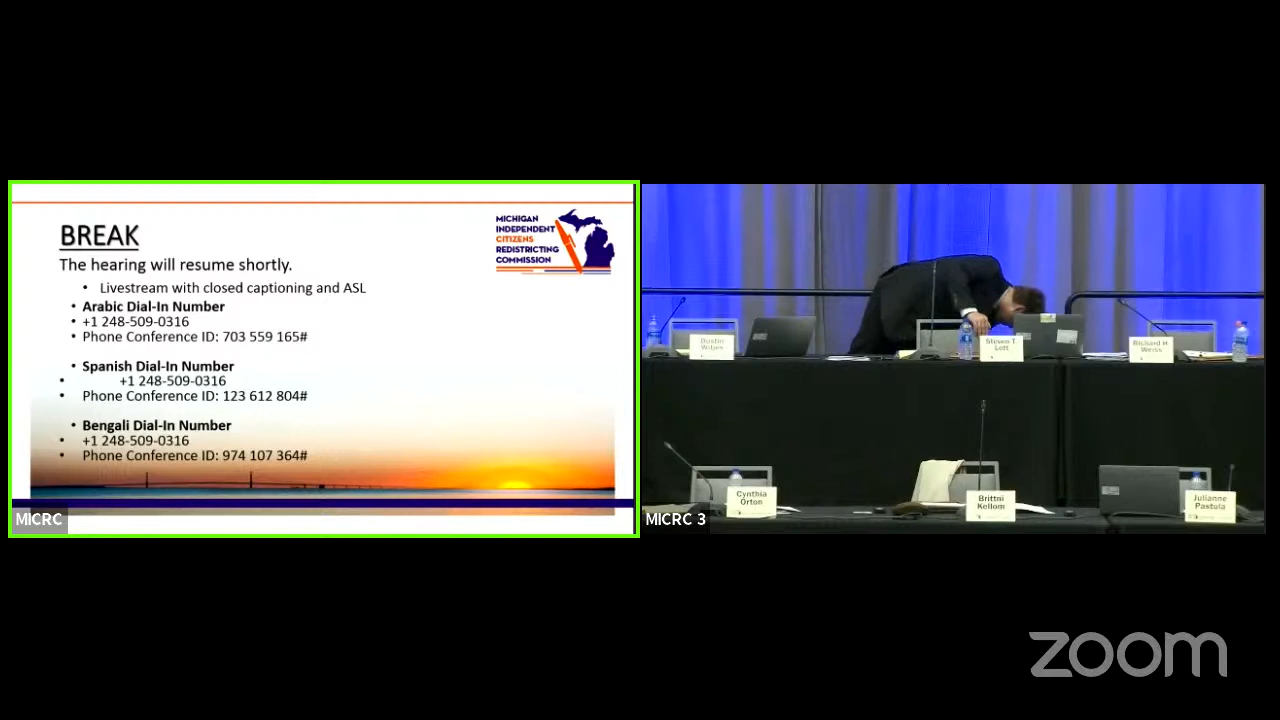 BREAK
The hearing will resume shortly.
• Livestream with closed captioning and ASL
• Arabic Dial-In Number
• +1 248-509-0316
• Phone Conference ID: 703 559 165#
• Spanish Dial-In Number
• +1 248-509-0316
• Phone Conference ID: 123 612 804#
• Bengali Dial-In Number
• +1 248-509-0316
• Phone Conference ID: 974 107 364#
MICHIGAN
INDEPENDENT
CITIZENS
REDISTRICTING
COMMISSION
MICRC
Dustin
Witjes
Steven T.
Lett
Richard H.
Weiss
Cynthia
Orton
Brittni
Kellom
Julianne
Pastula
MICRC 3
zoom